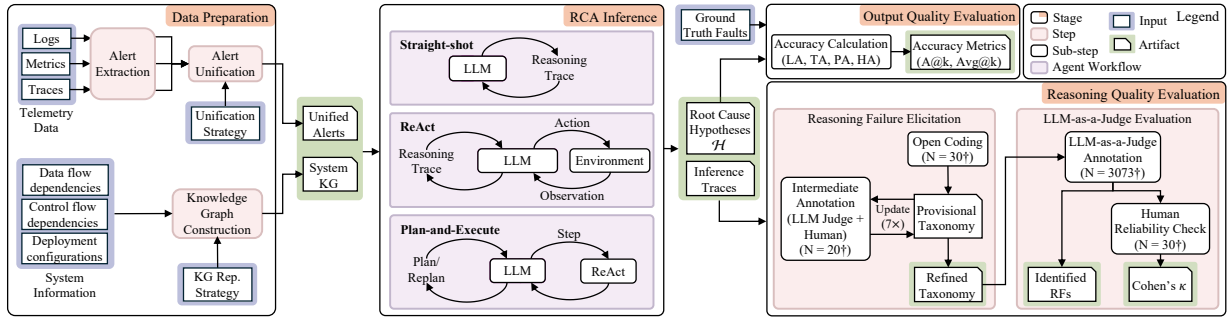 Data Preparation
Logs
Metrics
Traces
Telemetry
Data
Alert
Extraction
Alert
Unification
Unification
Strategy
Data flow
dependencies
Control flow
dependencies
Deployment
configurations
System
Information
Knowledge
Graph
Construction
KG Rep.
Strategy
Unified
Alerts
System
KG
RCA Inference
Straight-shot
LLM
Reasoning
Trace
ReAct
Reasoning
Trace
LLM
Action
Environment
Observation
Plan-and-Execute
Plan/
Replan
LLM
Step
ReAct
Ground
Truth Faults
Root Cause
Hypotheses
ℋ
Inference
Traces
Output Quality Evaluation
Accuracy Calculation
(LA, TA, PA, HA)
Accuracy Metrics
(A@k, Avg@k)
Legend
Stage
Step
Sub-step
Agent Workflow
Input
Artifact
Reasoning Quality Evaluation
Reasoning Failure Elicitation
Open Coding
(N = 30†)
Intermediate
Annotation
(LLM Judge +
Human)
(N = 20†)
Update
(7×)
Provisional
Taxonomy
Refined
Taxonomy
LLM-as-a-Judge Evaluation
LLM-as-a-Judge
Annotation
(N = 3073†)
Human
Reliability Check
(N = 30†)
Identified
RFs
Cohen's κ